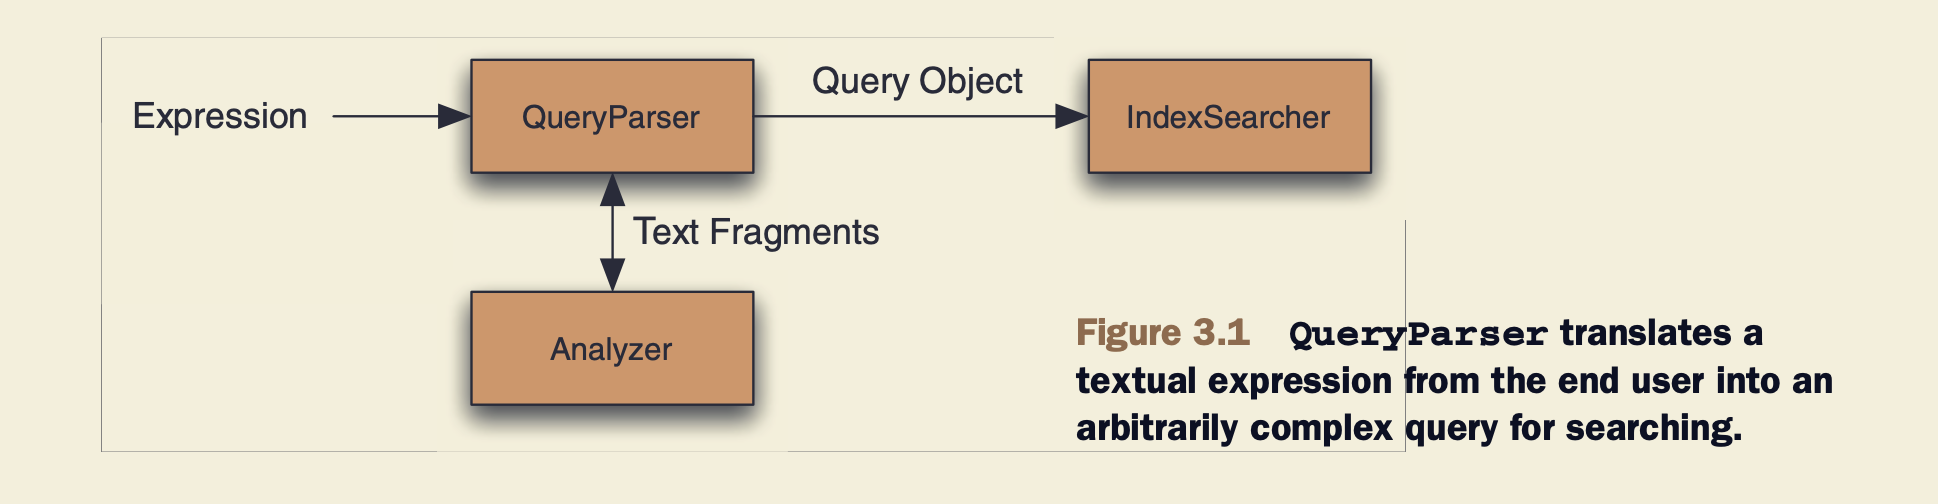 Expression
QueryParser
Query Object
IndexSearcher
Text Fragments
Analyzer
Figure 3.1 QueryParser translates a
textual expression from the end user into an
arbitrarily complex query for searching.